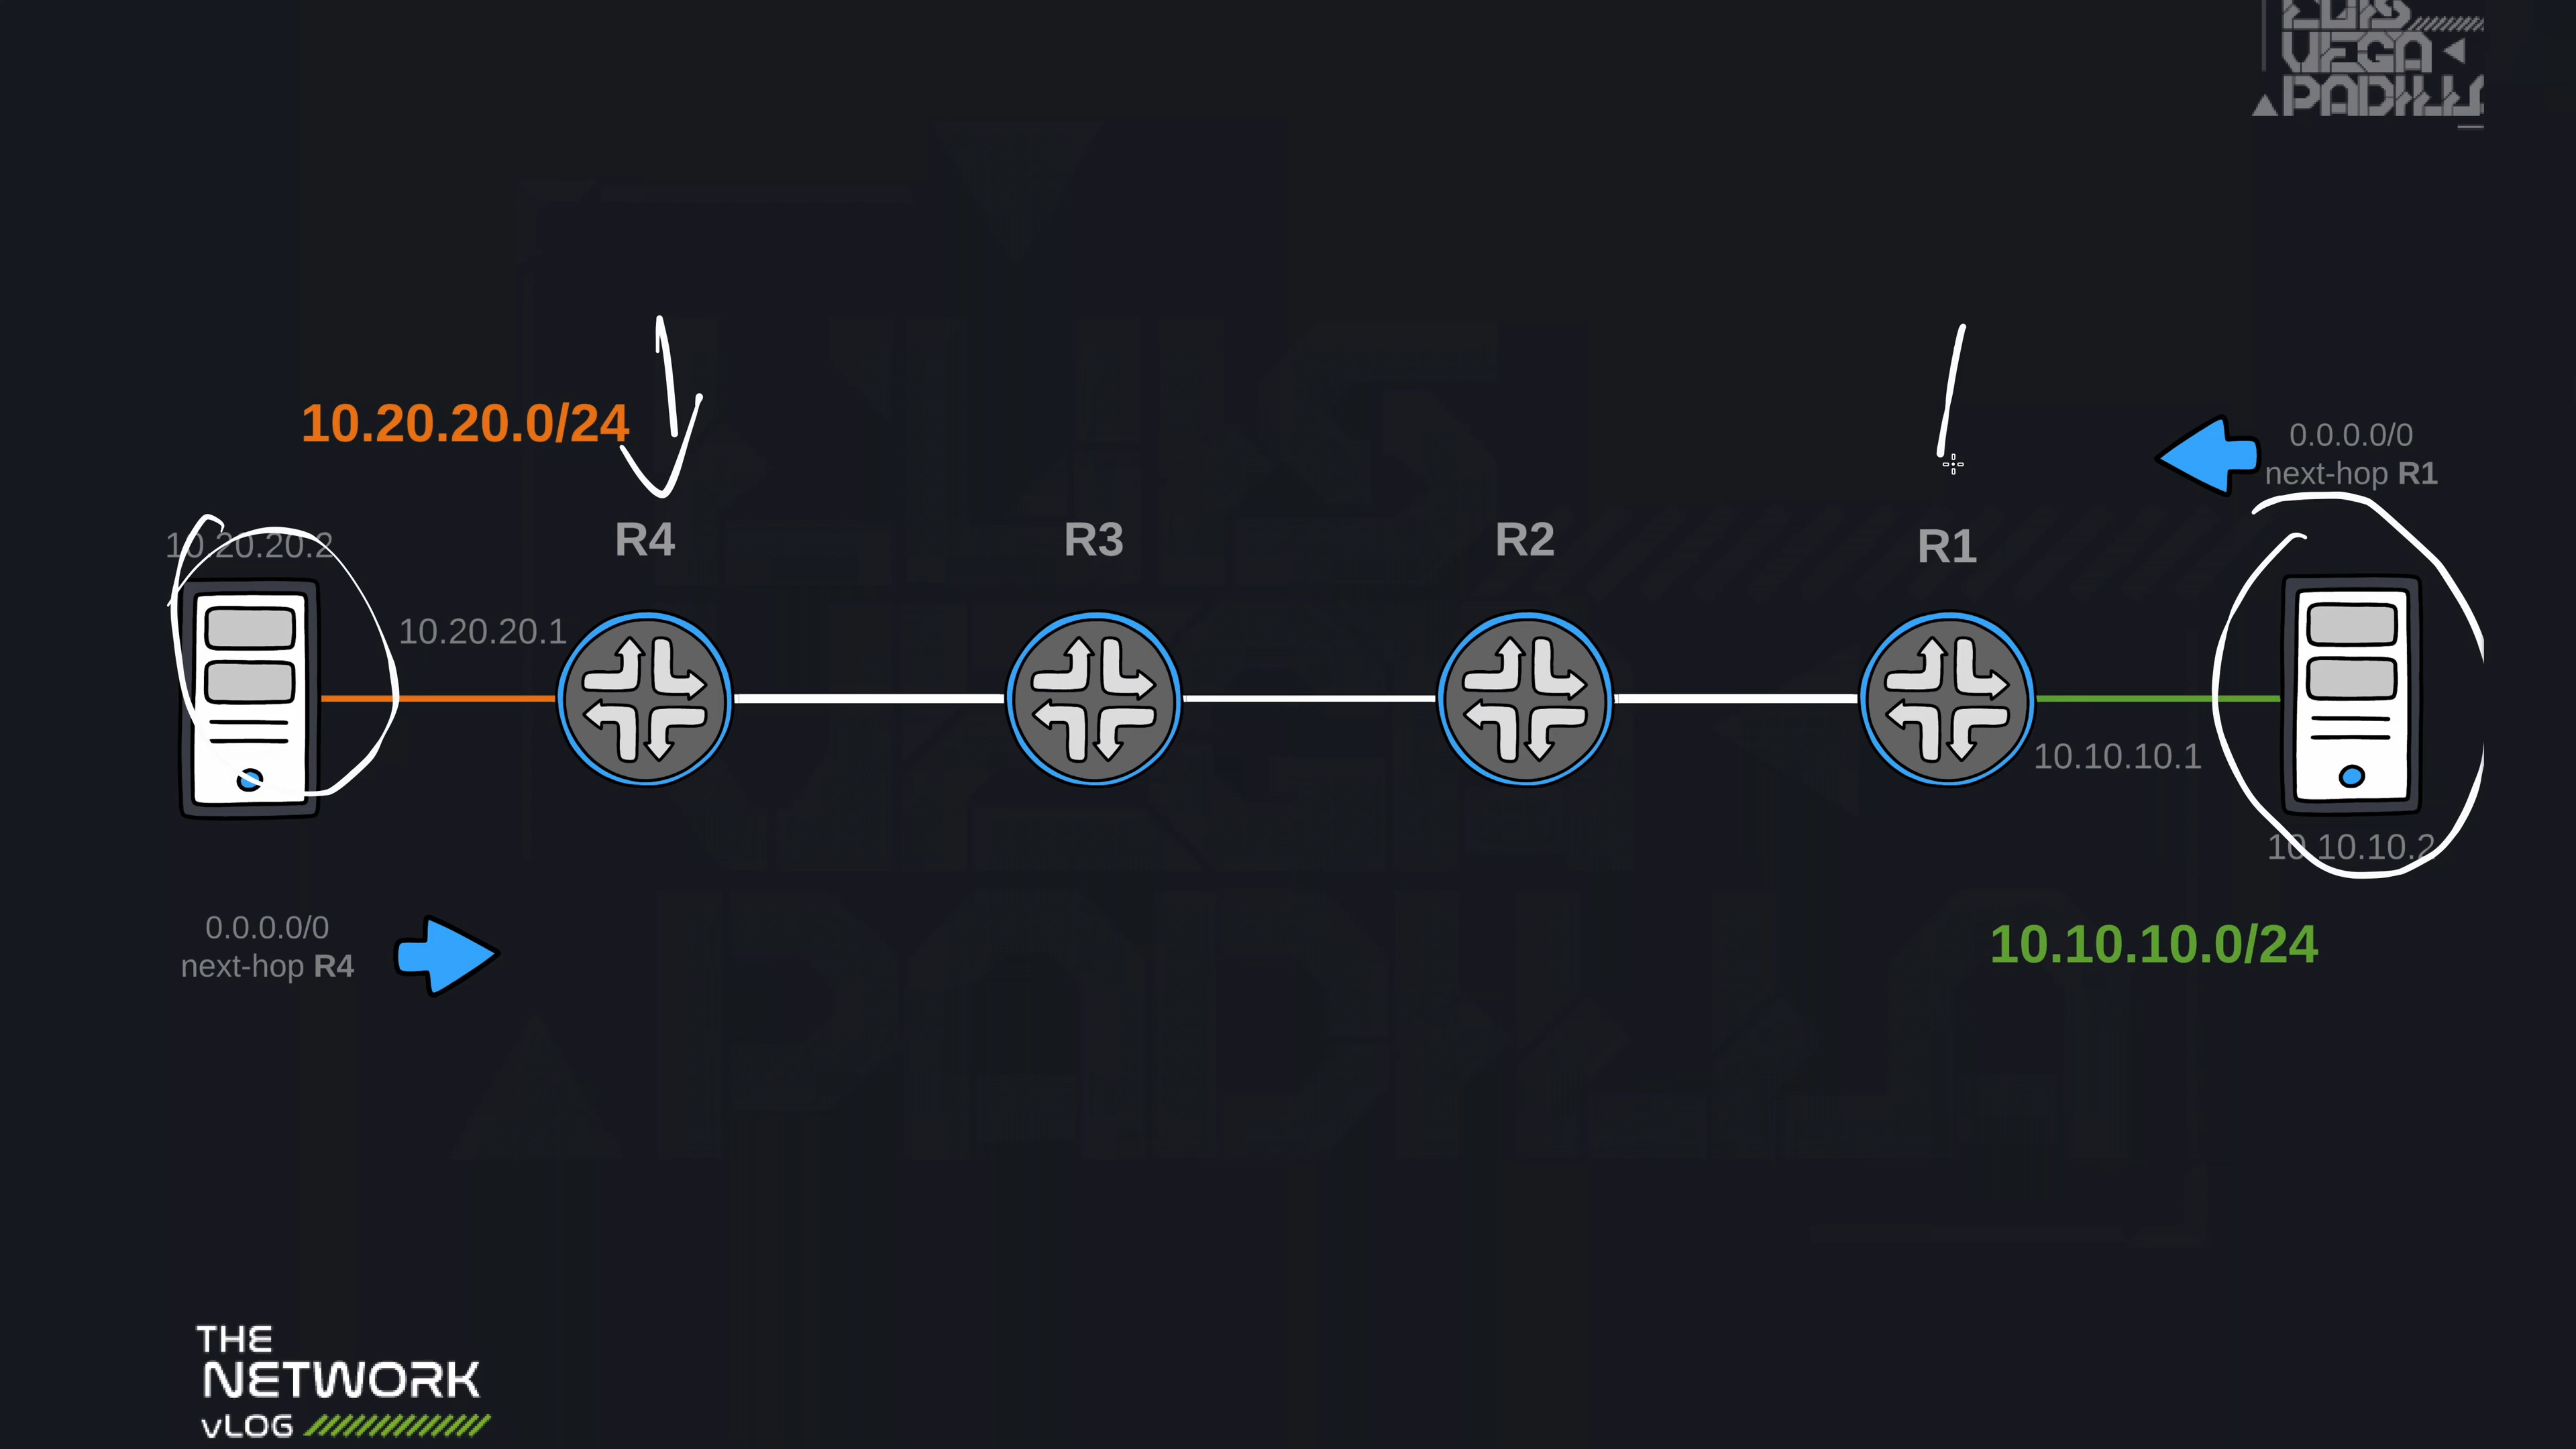 VEGA
10.20.20.0/24
0.0.0.0/0
next-hop R1
10.20.20.2
R4
R3
R2
R1
10.20.20.1
10.10.10.1
10.10.10.2
0.0.0.0/0
next-hop R4
10.10.10.0/24
THE
NETWORK
vLOG